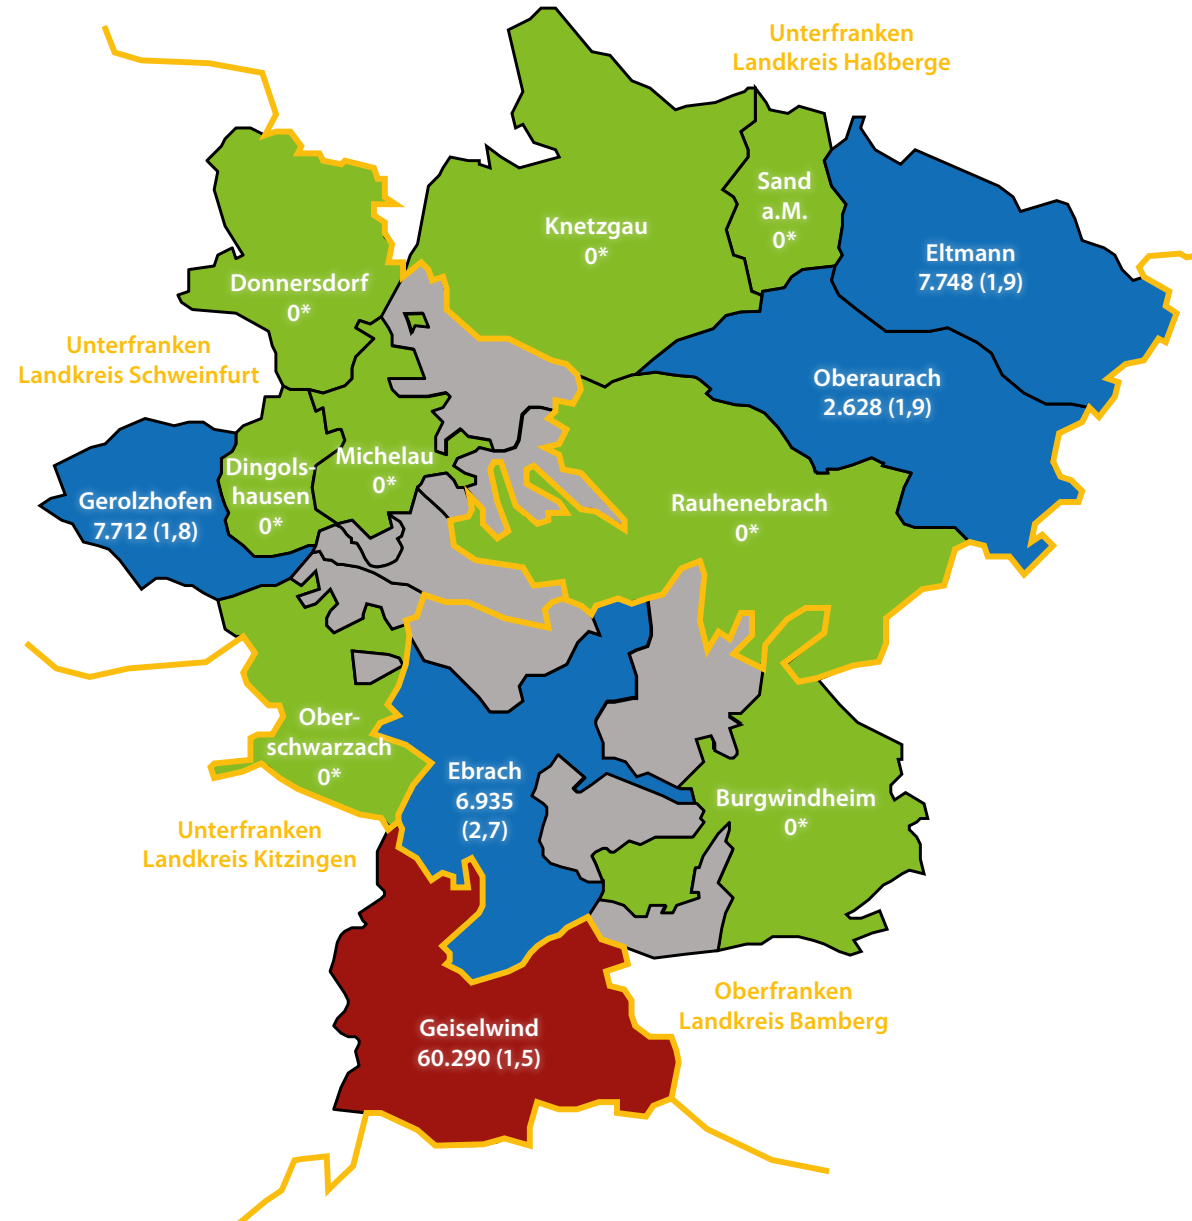 Unterfranken
Landkreis Haßberge
Sand
a.M.
0*
Knetzgau
0*
Eltmann
7.748 (1,9)
Donnersdorf
0*
Unterfranken
Landkreis Schweinfurt
Oberaurach
2.628 (1,9)
Michelau
0*
Dingols-
hausen
0*
Gerolzhofen
7.712 (1,8)
Rauhenebrach
0*
Ober-
schwarzach
0*
Ebrach
6.935
(2,7)
Burgwindheim
0*
Unterfranken
Landkreis Kitzingen
Oberfranken
Landkreis Bamberg
Geiselwind
60.290 (1,5)